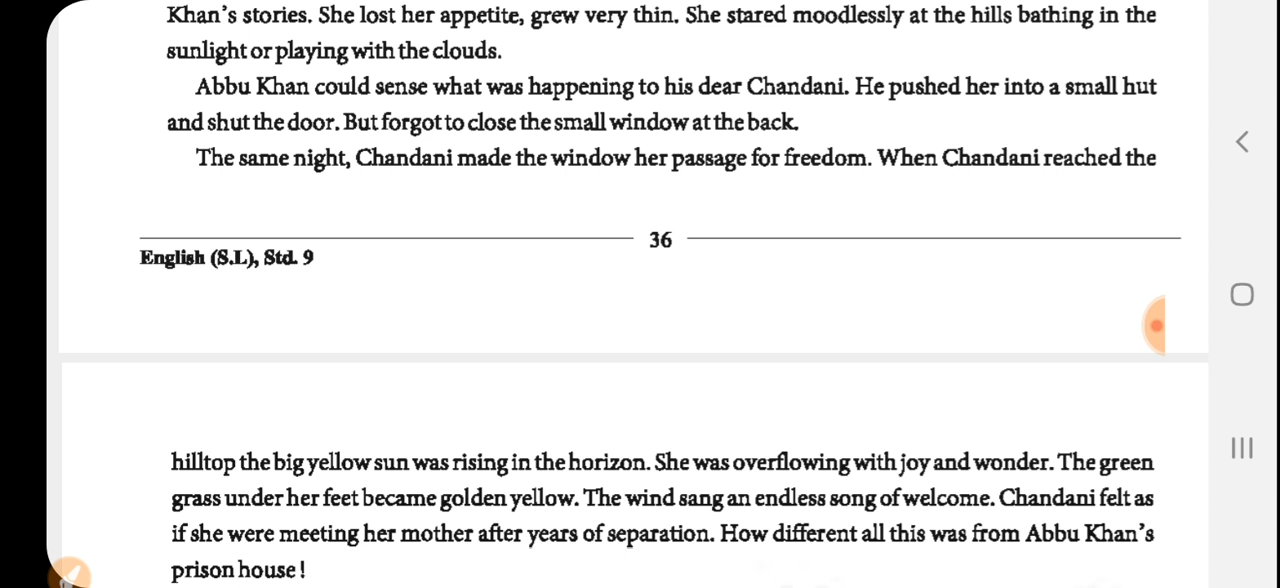 Khan's stories. She lost her appetite, grew very thin. She stared moodlessly at the hills bathing in the
sunlight or playing with the clouds.
Abbu Khan could sense what was happening to his dear Chandani. He pushed her into a small hut
and shut the door. But forgot to close the small window at the back.
The same night, Chandani made the window her passage for freedom. When Chandani reached the
36
English (S.L), Std. 9
hilltop the big yellow sun was rising in the horizon. She was overflowing with joy and wonder. The green
grass under her feet became golden yellow. The wind sang an endless song of welcome. Chandani felt as
if she were meeting her mother after years of separation. How different all this was from Abbu Khan's
prison house !